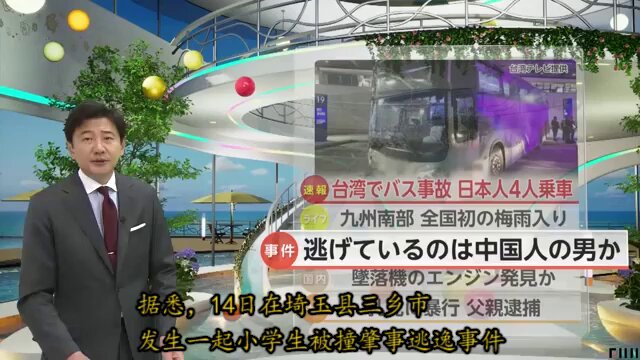 台湾テレビ提供
速報 台湾でバス事故 日本人4人乗車
ライフ 九州南部 全国初の梅雨入り
事件 逃げているのは中国人の男か
国内 墜落機のエンジン発見か
暴行 父親逮捕
据悉，14日在埼玉县三乡市
发生一起小学生被撞肇事逃逸事件